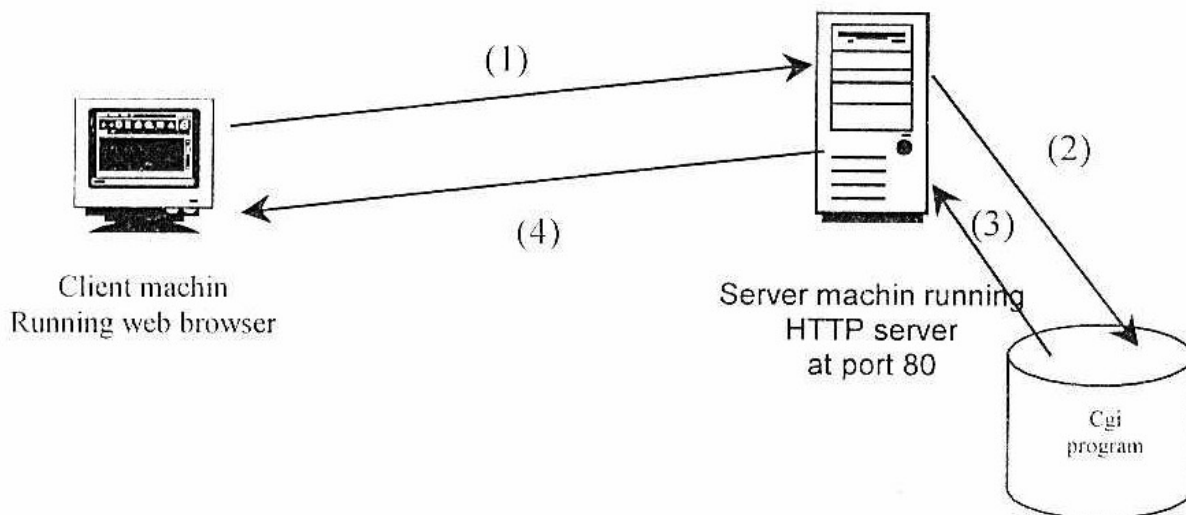 (1)
(2)
(3)
(4)
Client machin
Running web browser
Server machin running
HTTP server
at port 80
Cgi
program